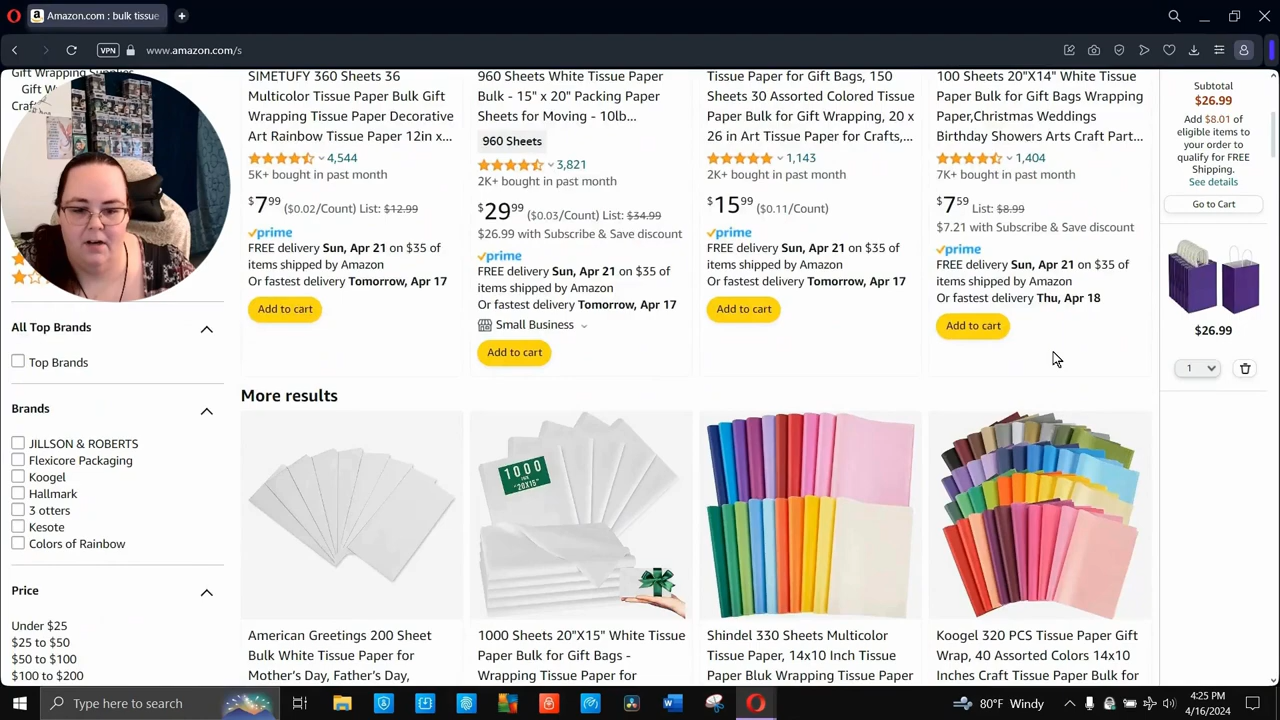 Amazon.com : bulk tissue
VPN
www.amazon.com/s
Gift Wrapping Supplies
SIMETUFY 360 Sheets 36
Multicolor Tissue Paper Bulk Gift
Wrapping Tissue Paper Decorative
Art Rainbow Tissue Paper 12in x...
4,544
5K+ bought in past month
$7.99 ($0.02/Count) List: $12.99
prime
FREE delivery Sun, Apr 21 on $35 of
items shipped by Amazon
Or fastest delivery Tomorrow, Apr 17
Add to cart
960 Sheets White Tissue Paper
Bulk - 15" x 20" Packing Paper
Sheets for Moving - 10lb...
960 Sheets
3,821
2K+ bought in past month
$29.99 ($0.03/Count) List: $34.99
$26.99 with Subscribe & Save discount
prime
FREE delivery Sun, Apr 21 on $35 of
items shipped by Amazon
Or fastest delivery Tomorrow, Apr 17
Small Business
Add to cart
Tissue Paper for Gift Bags, 150
Sheets 30 Assorted Colored Tissue
Paper Bulk for Gift Wrapping, 20 x
26 in Art Tissue Paper for Crafts,...
1,143
2K+ bought in past month
$15.99 ($0.11/Count)
prime
FREE delivery Sun, Apr 21 on $35 of
items shipped by Amazon
Or fastest delivery Tomorrow, Apr 17
Add to cart
100 Sheets 20"X14" White Tissue
Paper Bulk for Gift Bags Wrapping
Paper,Christmas Weddings
Birthday Showers Arts Craft Part...
1,404
7K+ bought in past month
$7.59 List: $8.99
$7.21 with Subscribe & Save discount
prime
FREE delivery Sun, Apr 21 on $35 of
items shipped by Amazon
Or fastest delivery Thu, Apr 18
Add to cart
Subtotal
$26.99
Add $8.01 of
eligible items to
your order to
qualify for FREE
Shipping.
See details
Go to Cart
$26.99
1
All Top Brands
Top Brands
Brands
JILLSON & ROBERTS
Flexicore Packaging
Koogel
Hallmark
3 otters
Kesote
Colors of Rainbow
Price
Under $25
$25 to $50
$50 to $100
$100 to $200
More results
1000
"20X15"
American Greetings 200 Sheet
Bulk White Tissue Paper for
Mother's Day, Father's Day,
1000 Sheets 20"X15" White Tissue
Paper Bulk for Gift Bags -
Wrapping Tissue Paper for
Shindel 330 Sheets Multicolor
Tissue Paper, 14x10 Inch Tissue
Paper Bluk Wrapping Tissue Paper
Koogel 320 PCS Tissue Paper Gift
Wrap, 40 Assorted Colors 14x10
Inches Craft Tissue Paper Bulk for
Type here to search
80°F Windy
4:25 PM
4/16/2024